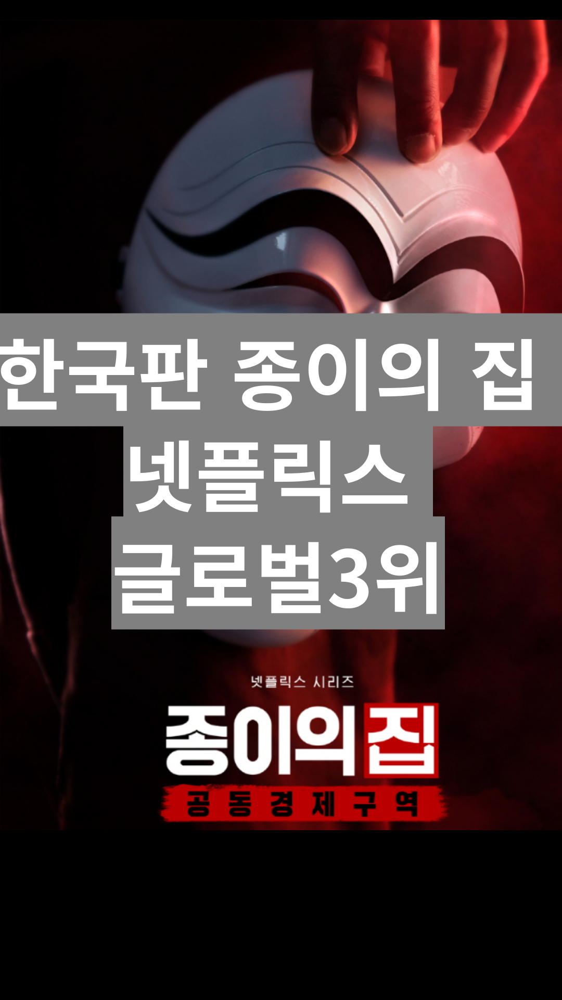 한국판 종이의 집
넷플릭스
글로벌3위
넷플릭스 시리즈
종이의 집
공동경제구역